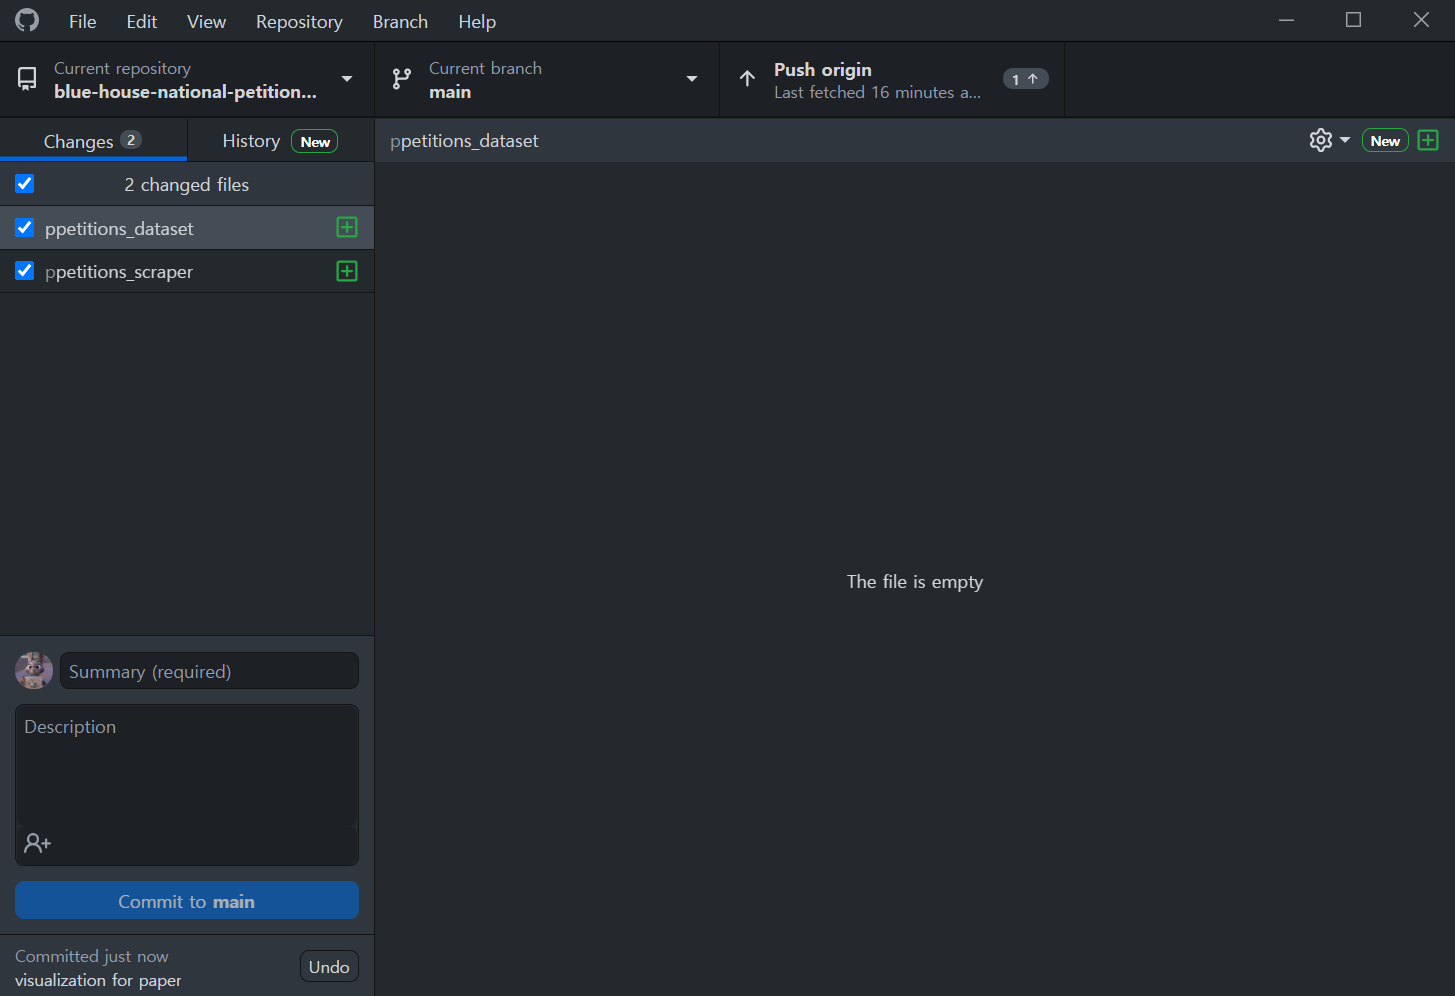 File Edit View Repository Branch Help
Current repository
blue-house-national-petition...
Current branch
main
Push origin
Last fetched 16 minutes a...
1
Changes 2
History New
ppetitions_dataset
New
2 changed files
ppetitions_dataset
ppetitions_scraper
The file is empty
Summary (required)
Description
Commit to main
Committed just now
visualization for paper
Undo